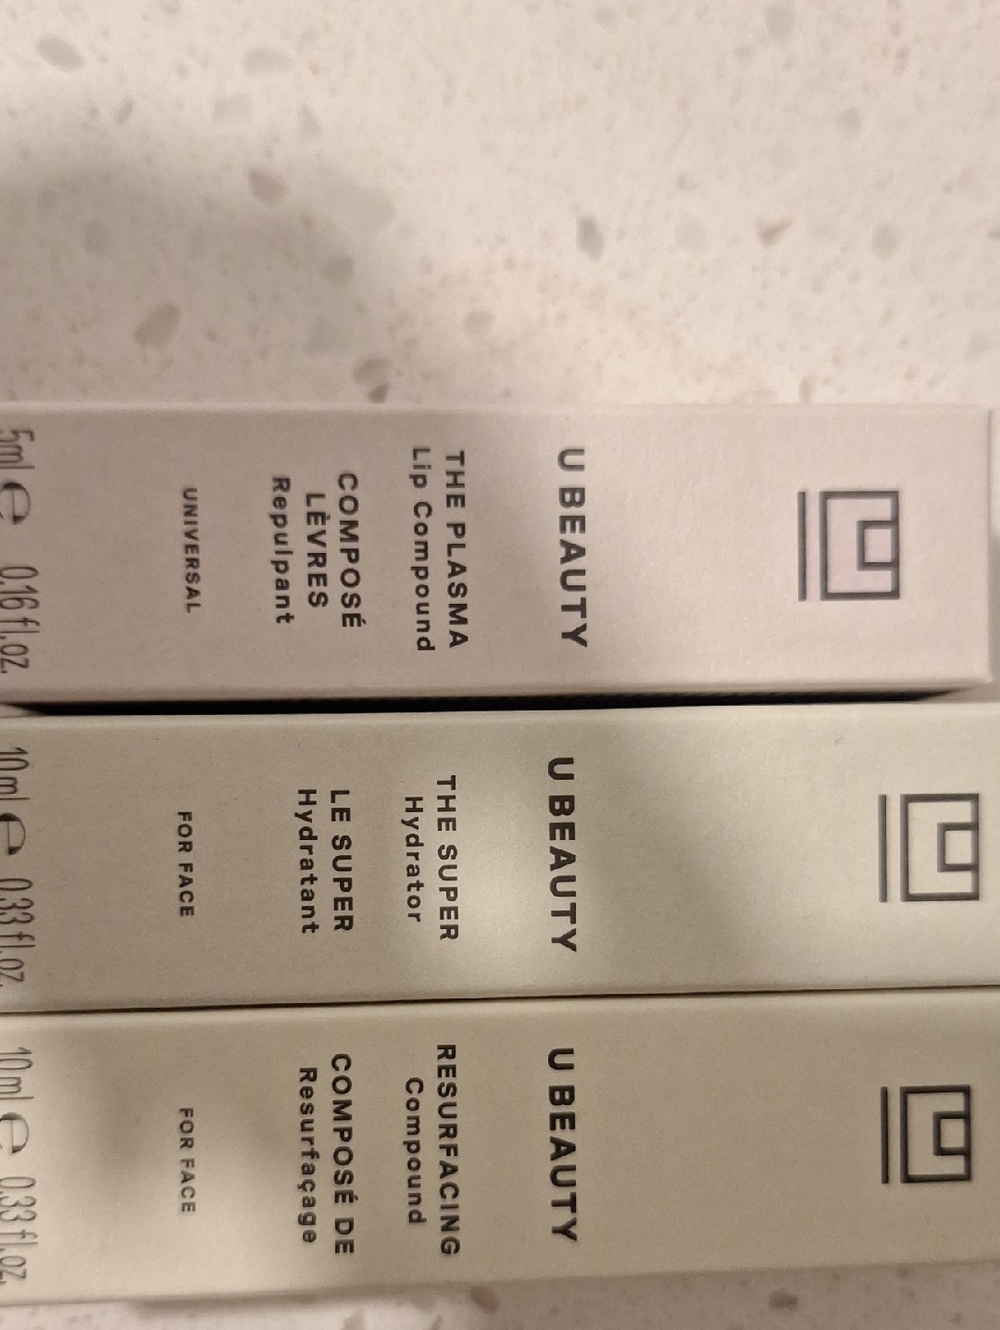 U BEAUTY
THE PLASMA
Lip Compound
COMPOSÉ
LÈVRES
Repulpant
UNIVERSAL
5ml e 0.16 fl.oz.
U BEAUTY
THE SUPER
Hydrator
LE SUPER
Hydratant
FOR FACE
10ml e 0.33 fl.oz.
U BEAUTY
RESURFACING
Compound
COMPOSÉ DE
Resurfaçage
FOR FACE
10ml e 0.33 fl.oz.